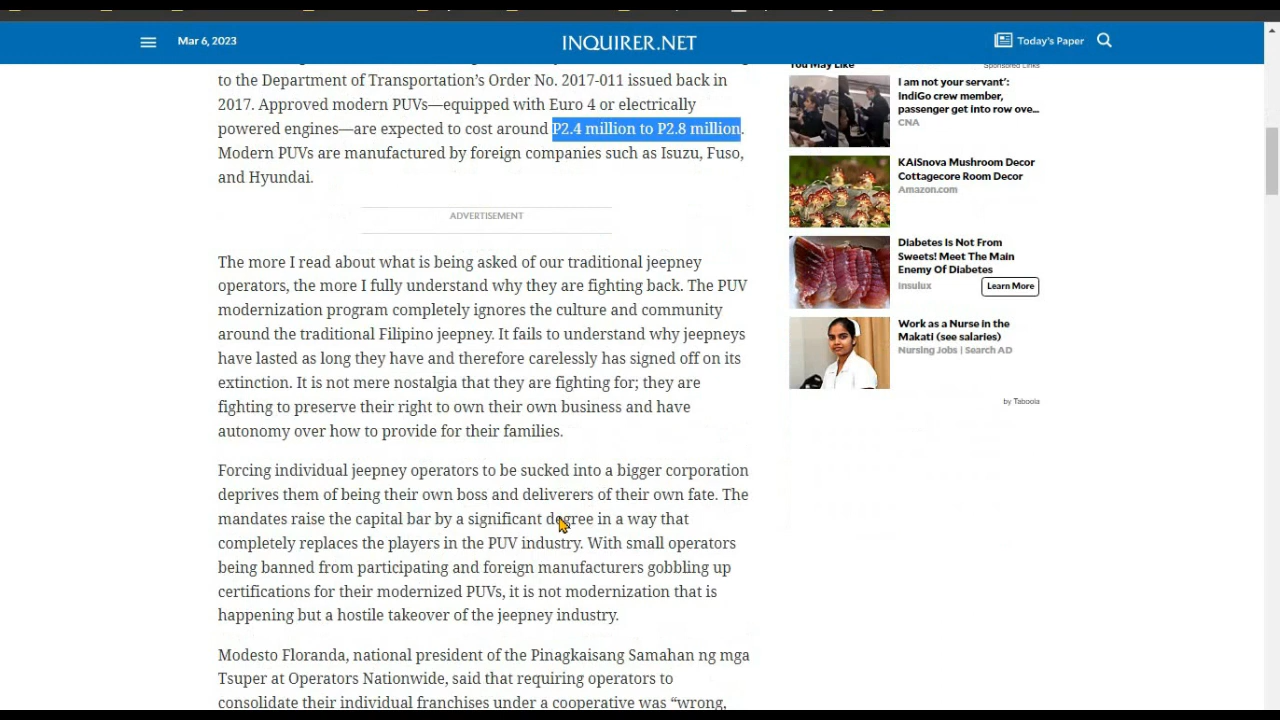 Mar 6, 2023
INQUIRER.NET
Today's Paper
to the Department of Transportation's Order No. 2017-011 issued back in
2017. Approved modern PUVs—equipped with Euro 4 or electrically
powered engines—are expected to cost around P2.4 million to P2.8 million.
Modern PUVs are manufactured by foreign companies such as Isuzu, Fuso,
and Hyundai.
ADVERTISEMENT
The more I read about what is being asked of our traditional jeepney
operators, the more I fully understand why they are fighting back. The PUV
modernization program completely ignores the culture and community
around the traditional Filipino jeepney. It fails to understand why jeepneys
have lasted as long they have and therefore carelessly has signed off on its
extinction. It is not mere nostalgia that they are fighting for; they are
fighting to preserve their right to own their own business and have
autonomy over how to provide for their families.
Forcing individual jeepney operators to be sucked into a bigger corporation
deprives them of being their own boss and deliverers of their own fate. The
mandates raise the capital bar by a significant degree in a way that
completely replaces the players in the PUV industry. With small operators
being banned from participating and foreign manufacturers gobbling up
certifications for their modernized PUVs, it is not modernization that is
happening but a hostile takeover of the jeepney industry.
Modesto Floranda, national president of the Pinagkaisang Samahan ng mga
Tsuper at Operators Nationwide, said that requiring operators to
consolidate their individual franchises under a cooperative was “wrong,
You May Like
Sponsored Links
I am not your servant':
IndiGo crew member,
passenger get into row ove...
CNA
KAiSnova Mushroom Decor
Cottagecore Room Decor
Amazon.com
Diabetes Is Not From
Sweets! Meet The Main
Enemy Of Diabetes
Insulux
Learn More
Work as a Nurse in the
Makati (see salaries)
Nursing Jobs | Search AD
by Taboola